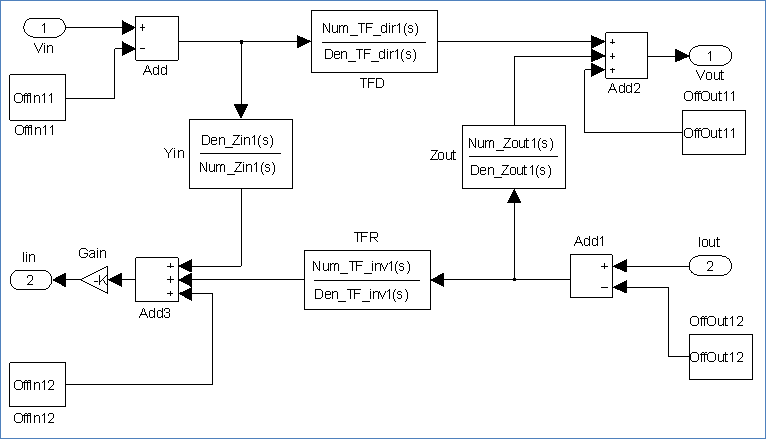 1
Vin
+
−
Add
OffIn11
OffIn11
Num_TF_dir1(s)
Den_TF_dir1(s)
TFD
+
+
+
Add2
1
Vout
OffOut11
OffOut11
Yin
Den_Zin1(s)
Num_Zin1(s)
Zout
Num_Zout1(s)
Den_Zout1(s)
Iin
2
Gain
-K
+
+
+
Add3
TFR
Num_TF_inv1(s)
Den_TF_inv1(s)
Add1
+
−
Iout
2
OffOut12
OffOut12
OffIn12
OffIn12